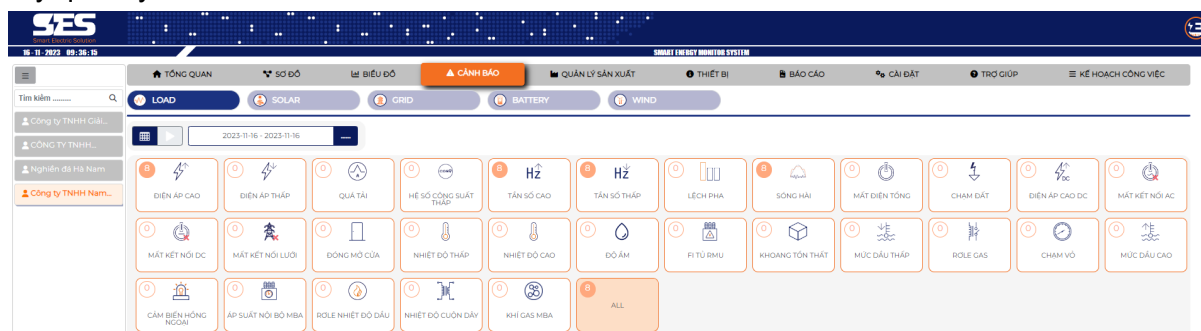 SES
Smart Electric Solution
16 - 11 - 2023 09 : 36 : 15
SMART ENERGY MONITOR SYSTEM
TỔNG QUAN SƠ ĐỒ BIỂU ĐỒ CẢNH BÁO QUẢN LÝ SẢN XUẤT THIẾT BỊ BÁO CÁO CÀI ĐẶT TRỢ GIÚP KẾ HOẠCH CÔNG VIỆC
Tìm kiếm .........
LOAD SOLAR GRID BATTERY WIND
Công ty TNHH Giải...
CÔNG TY TNHH...
Nghiền đá Hà Nam
Công ty TNHH Nam...
2023-11-16 - 2023-11-16 ...
8 0 0 0 8 8 0 8 0 0 0 0
ĐIỆN ÁP CAO ĐIỆN ÁP THẤP QUÁ TẢI HỆ SỐ CÔNG SUẤT THẤP TẦN SỐ CAO TẦN SỐ THẤP LỆCH PHA SÓNG HÀI MẤT ĐIỆN TỔNG CHẠM ĐẤT ĐIỆN ÁP CAO DC MẤT KẾT NỐI AC
0 0 0 0 0 0 0 0 0 0 0 0
MẤT KẾT NỐI DC MẤT KẾT NỐI LƯỚI ĐÓNG MỞ CỬA NHIỆT ĐỘ THẤP NHIỆT ĐỘ CAO ĐỘ ẨM FI TỦ RMU KHOANG TỔN THẤT MỨC DẦU THẤP RƠLE GAS CHẠM VỎ MỨC DẦU CAO
0 0 0 0 0 8
CẢM BIẾN HỒNG NGOẠI ÁP SUẤT NỘI BỘ MBA RƠLE NHIỆT ĐỘ DẦU NHIỆT ĐỘ CUỘN DÂY KHÍ GAS MBA ALL